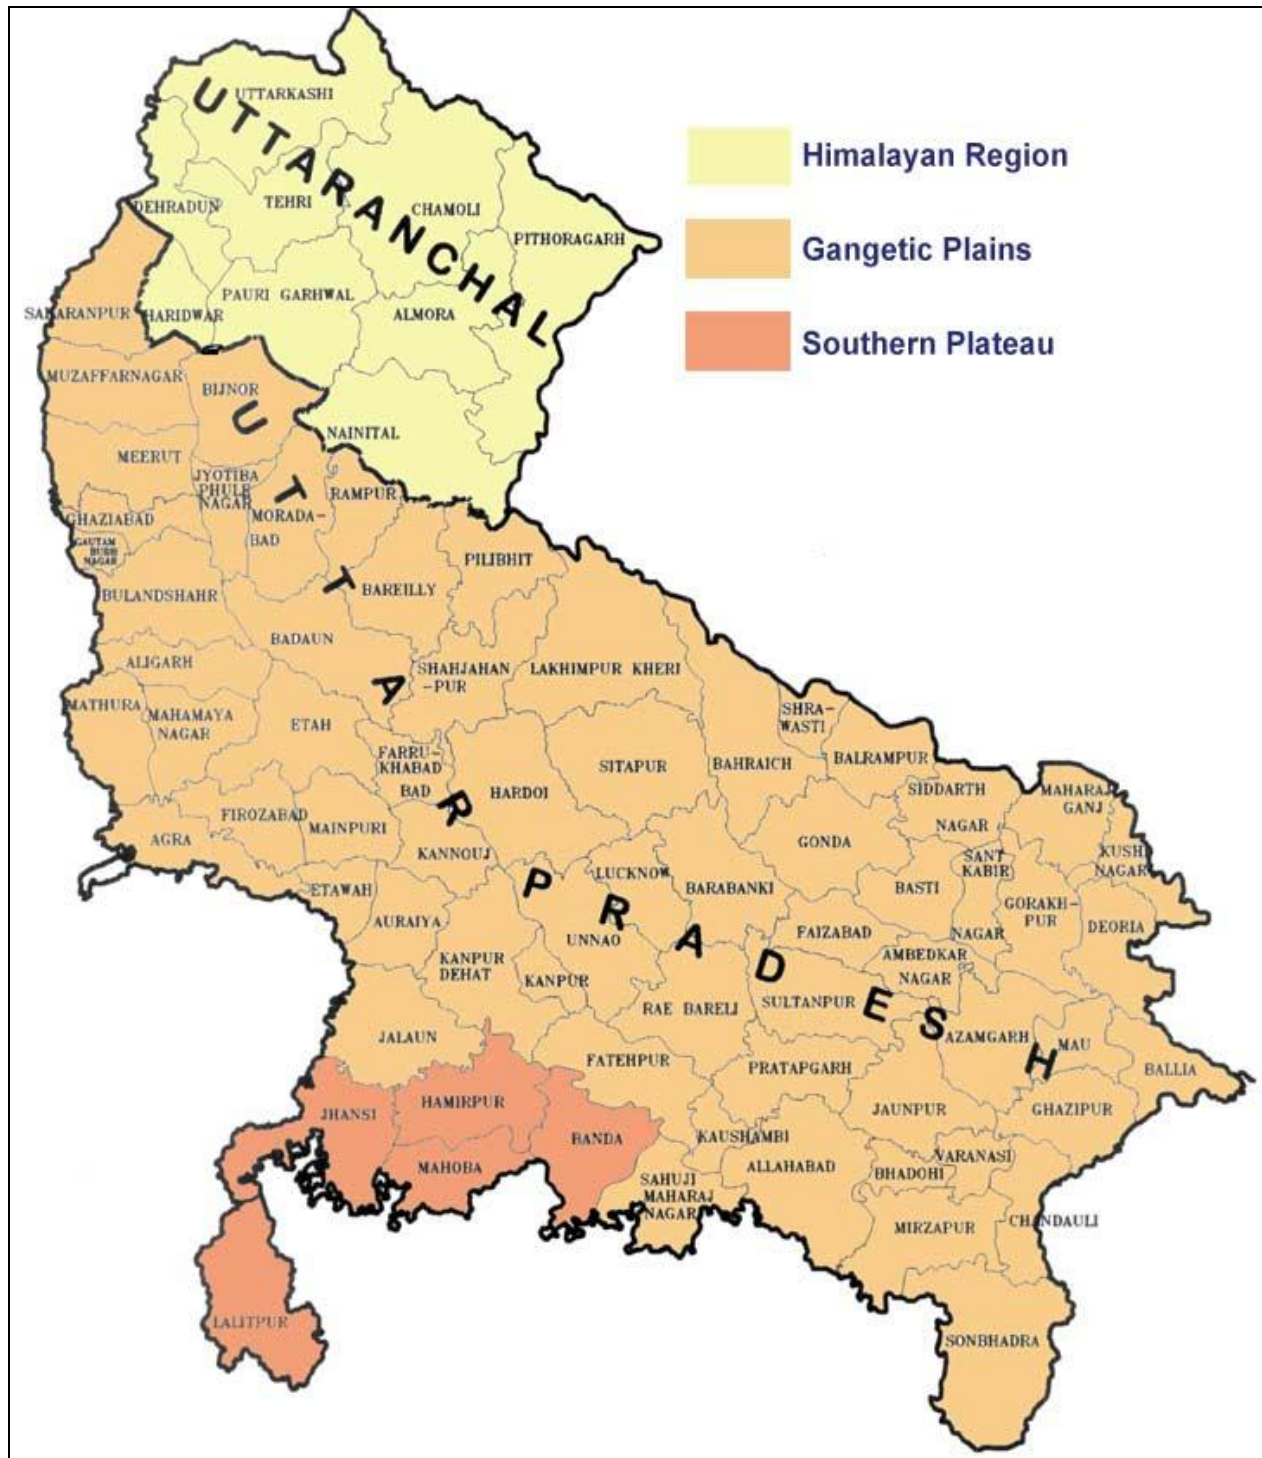 UTTARANCHAL
UTTARKASHI
DEHRADUN
TEHRI
CHAMOLI
PITHORAGARH
HARIDWAR
PAURI GARHWAL
ALMORA
NAINITAL
Himalayan Region
Gangetic Plains
Southern Plateau
UTTAR PRADESH
SAHARANPUR
MUZAFFARNAGAR
BIJNOR
MEERUT
JYOTIBA
PHULE
NAGAR
MORADA-
BAD
RAMPUR
GHAZIABAD
GAUTAM
BUDH
NAGAR
BULANDSHAHR
BAREILLY
PILIBHIT
BADAUN
ALIGARH
SHAHJAHAN
-PUR
LAKHIMPUR KHERI
MATHURA
MAHAMAYA
NAGAR
ETAH
FARRU-
KHABAD
BAD
HARDOI
SITAPUR
BAHRAICH
SHRA-
WASTI
BALRAMPUR
SIDDARTH
NAGAR
MAHARAJ
GANJ
AGRA
FIROZABAD
MAINPURI
KANNOUJ
LUCKNOW
BARABANKI
GONDA
BASTI
SANT
KABIR
NAGAR
GORAKH-
PUR
KUSHI
NAGAR
DEORIA
ETAWAH
AURAIYA
KANPUR
DEHAT
KANPUR
UNNAO
RAE BARELI
FAIZABAD
SULTANPUR
AMBEDKAR
NAGAR
AZAMGARH
MAU
BALLIA
JALAUN
FATEHPUR
PRATAPGARH
JAUNPUR
GHAZIPUR
JHANSI
HAMIRPUR
MAHOBA
BANDA
KAUSHAMBI
SAHUJI
MAHARAJ
NAGAR
ALLAHABAD
BHADOHI
VARANASI
MIRZAPUR
CHANDAULI
SONBHADRA
LALITPUR